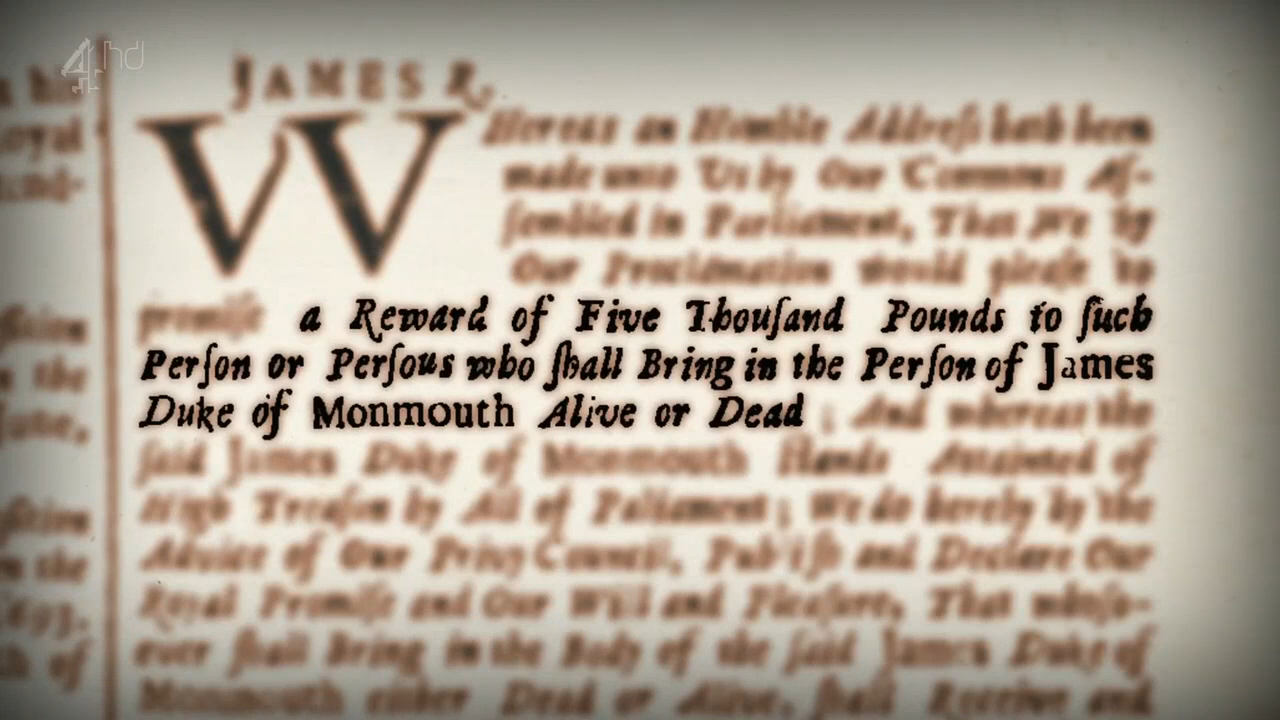 4hd
JAMES R.
WHereas an Humble Addreſs hath been
made unto Us by Our Commons Aſ-
ſembled in Parliament, That We by
Our Proclamation would pleaſe to
promiſe a Reward of Five Thouſand Pounds to ſuch
Perſon or Perſous who ſhall Bring in the Perſon of James
Duke of Monmouth Alive or Dead ; And whereas the
ſaid James Duke of Monmouth ſtands Attainted of
High Treaſon by Act of Parliament ; We do hereby by the
Advice of Our Privy Council, Publiſh and Declare Our
Royal Promiſe and Our Will and Pleaſure, That whoſo-
ever ſhall Bring in the Body of the ſaid James Duke of
Monmouth either Dead or Alive, ſhall Receive and